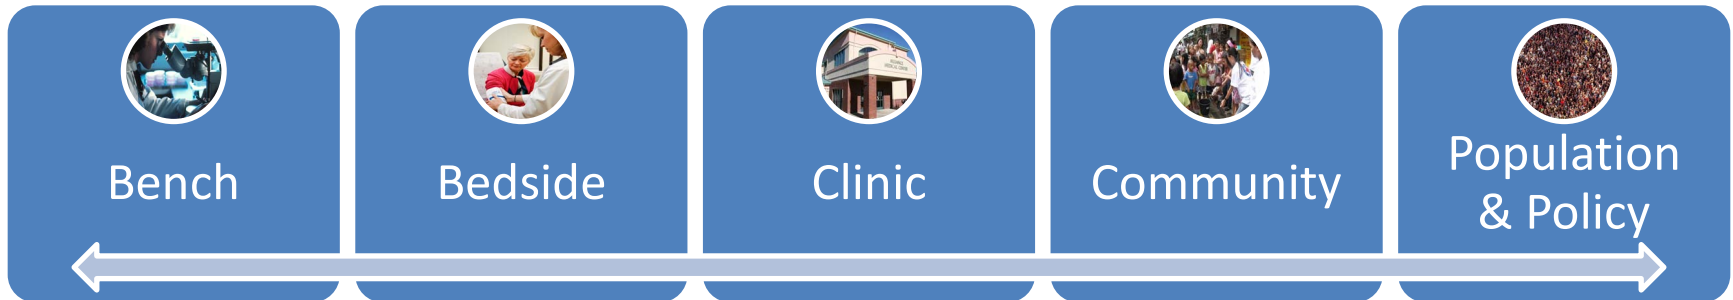 Bench
Bedside
Clinic
Community
Population
& Policy